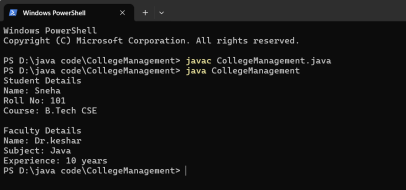 Windows PowerShell
Windows PowerShell
Copyright (C) Microsoft Corporation. All rights reserved.
PS D:\java code\CollegeManagement> javac CollegeManagement.java
PS D:\java code\CollegeManagement> java CollegeManagement
Student Details
Name: Sneha
Roll No: 101
Course: B.Tech CSE
Faculty Details
Name: Dr.keshar
Subject: Java
Experience: 10 years
PS D:\java code\CollegeManagement>